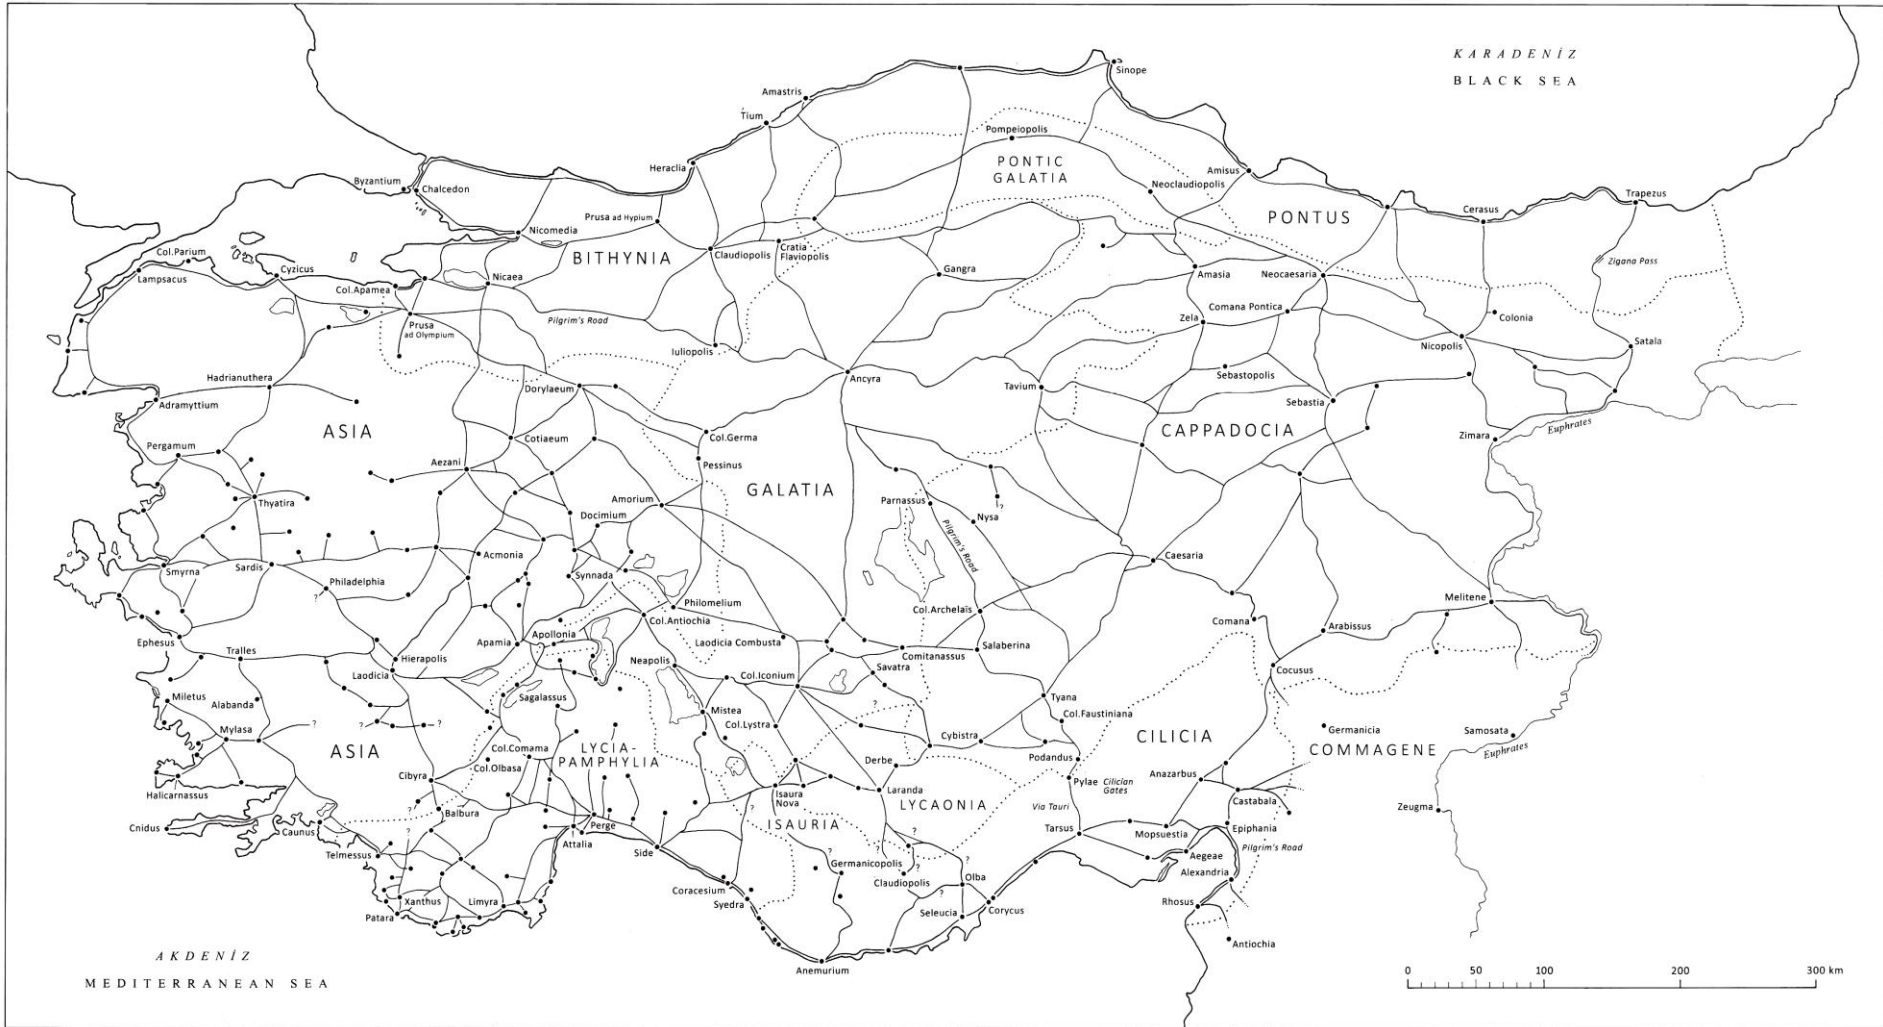 KARADENİZ
BLACK SEA
Sinope
Amastris
Tium
Pompeiopolis
PONTIC
GALATIA
Heraclia
Amisus
Byzantium
Chalcedon
Neoclaudiopolis
Trapezus
Prusa ad Hypium
PONTUS
Cerasus
Nicomedia
BITHYNIA
Claudiopolis
Cratia
Flaviopolis
Col.Parium
Cyzicus
Lampsacus
Nicaea
Gangra
Amasia
Neocaesaria
Zigana Pass
Col.Apamea
Comana Pontica
Pilgrim's Road
Prusa
ad Olympium
Zela
Colonia
Iuliopolis
Nicopolis
Satala
Hadrianuthera
Dorylaeum
Ancyra
Tavium
Sebastopolis
Adramyttium
Sebastia
ASIA
Cotiaeum
Col.Germa
CAPPADOCIA
Zimara
Euphrates
Pergamum
Aezani
Pessinus
GALATIA
Thyatira
Amorium
Parnassus
?
Docimium
Nysa
Pilgrim's Road
Acmonia
Caesaria
Smyrna
Sardis
Synnada
Philadelphia
?
Philomelium
Col.Archelaïs
Melitene
Col.Antiochia
Comana
Arabissus
Ephesus
Apamia
Apollonia
Laodicia Combusta
Tralles
Hierapolis
Comitanassus
Salaberina
Laodicia
Neapolis
Col.Iconium
Savatra
Cocusus
Miletus
Alabanda
Sagalassus
?
Tyana
Mistea
Col.Lystra
Col.Faustiniana
Mylasa
?
?
?
Germanicia
Samosata
ASIA
Col.Comama
LYCIA-
PAMPHYLIA
Cybistra
CILICIA
COMMAGENE
Euphrates
Col.Olbasa
Podandus
Cibyra
Derbe
Anazarbus
Pylae
Cilician
Gates
Halicarnassus
Isaura
Nova
Laranda
Castabala
LYCAONIA
Via Tauri
Zeugma
?
Balbura
ISAURIA
Cnidus
Caunus
?
Perge
Tarsus
Mopsuestia
Epiphania
Attalia
Side
?
?
Pilgrim's Road
Telmessus
?
Aegeae
Germanicopolis
?
Alexandria
Claudiopolis
Olba
Coracesium
?
Xanthus
Limyra
Syedra
Rhosus
Patara
Seleucia
Corycus
Antiochia
AKDENİZ
MEDITERRANEAN SEA
Anemurium
0 50 100 200 300 km